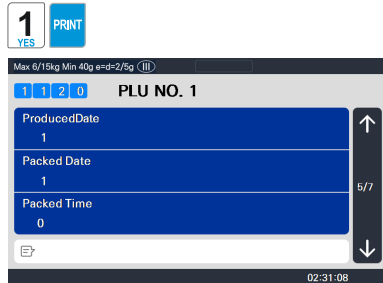 1
YES
PRINT
Max 6/15kg Min 40g e=d=2/5g (III)
1 1 2 0 PLU NO. 1
ProducedDate
1
Packed Date
1
5/7
Packed Time
0
02:31:08